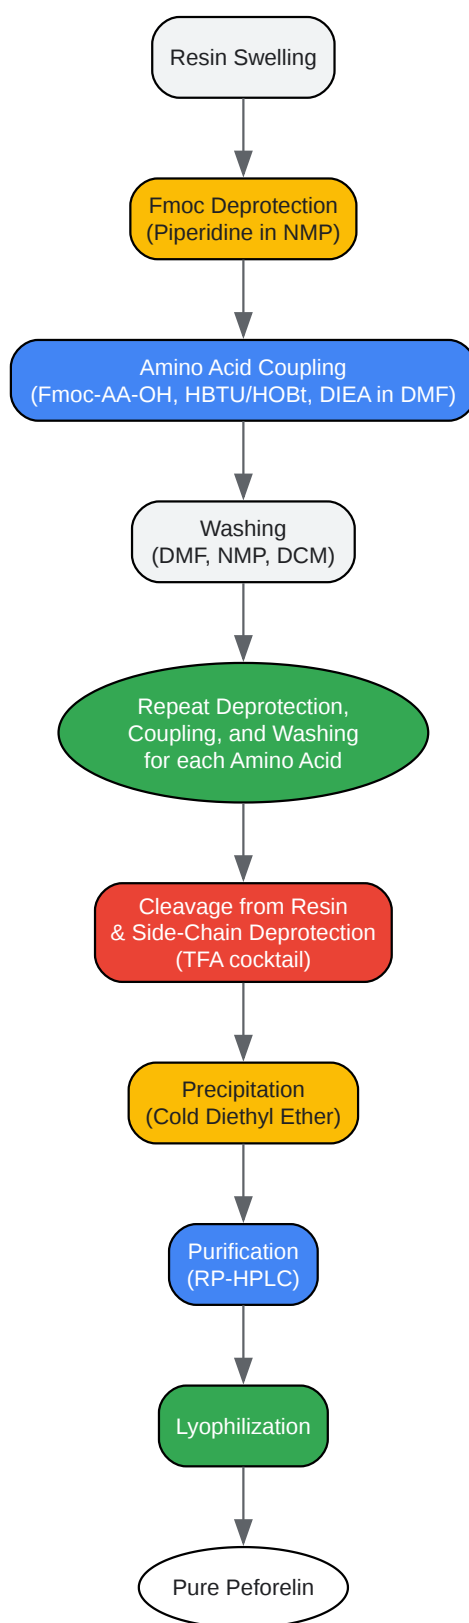 Resin Swelling
Fmoc Deprotection
(Piperidine in NMP)
Amino Acid Coupling
(Fmoc-AA-OH, HBTU/HOBt, DIEA in DMF)
Washing
(DMF, NMP, DCM)
Repeat Deprotection,
Coupling, and Washing
for each Amino Acid
Cleavage from Resin
& Side-Chain Deprotection
(TFA cocktail)
Precipitation
(Cold Diethyl Ether)
Purification
(RP-HPLC)
Lyophilization
Pure Peforelin